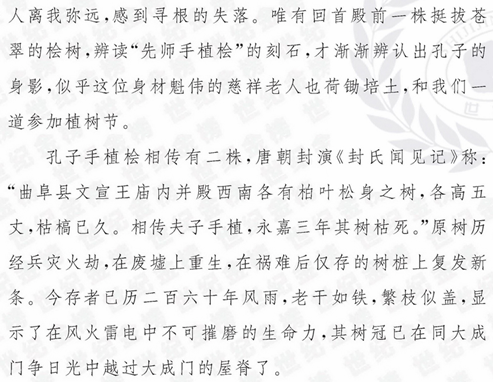 人离我弥远,感到寻根的失落。唯有回首殿前一株挺拔苍
翠的桧树,辨读“先师手植桧”的刻石,才渐渐辨认出孔子的
身影,似乎这位身材魁伟的慈祥老人也荷锄培土,和我们一
道参加植树节。
孔子手植桧相传有二株,唐朝封演《封氏闻见记》称:
“曲阜县文宣王庙内并殿西南各有柏叶松身之树,各高五
丈,枯槁已久。相传夫子手植,永嘉三年其树枯死。”原树历
经兵灾火劫,在废墟上重生,在祸难后仅存的树桩上复发新
条。今存者已历二百六十年风雨,老干如铁,繁枝似盖,显
示了在风火雷电中不可摧磨的生命力,其树冠已在同大成
门争日光中越过大成门的屋脊了。